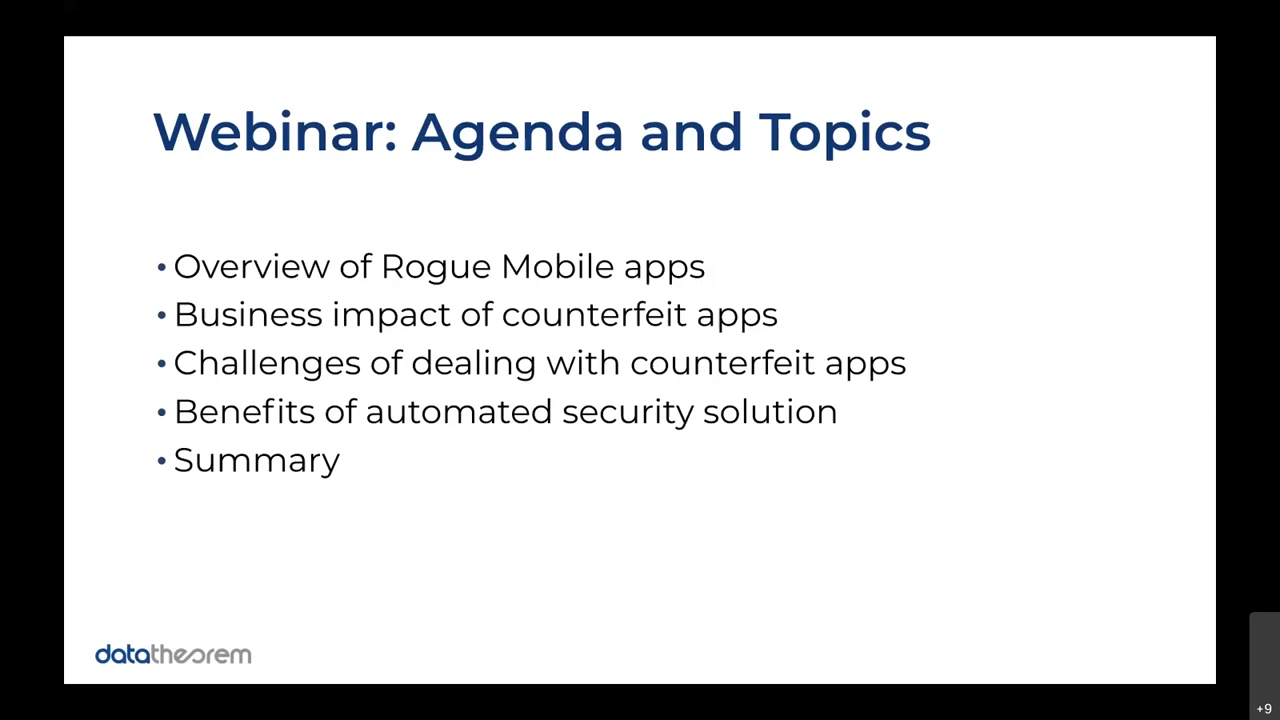 Webinar: Agenda and Topics
• Overview of Rogue Mobile apps
• Business impact of counterfeit apps
• Challenges of dealing with counterfeit apps
• Benefits of automated security solution
• Summary
datatheorem
+9